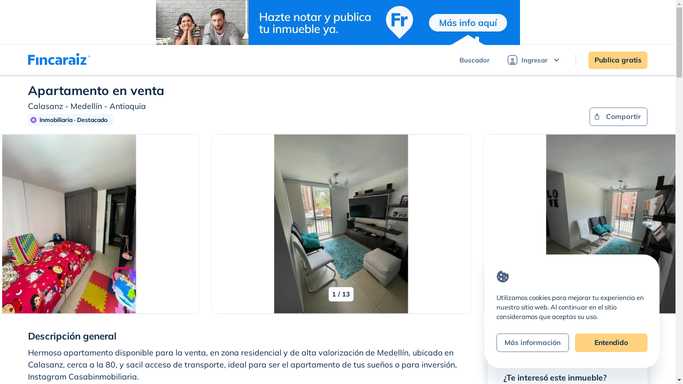 Hazte notar y publica
tu inmueble ya.
Fr
Más info aquí
Fincaraiz
Buscador
Ingresar
Publica gratis
Apartamento en venta
Calasanz - Medellín - Antioquia
Inmobiliaria · Destacado
Compartir
1 / 13
Utilizamos cookies para mejorar tu experiencia en
nuestro sitio web. Al continuar en el sitio
consideramos que aceptas su uso.
Más información
Entendido
Descripción general
Hermoso apartamento disponible para la venta, en zona residencial y de alta valorización de Medellín, ubicado en
Calasanz, cerca a la 80, y sacil acceso de transporte, ideal para ser el apartamento de tus sueños o para inversión.
Instagram Casabinmobiliaria.
¿Te interesó este inmueble?